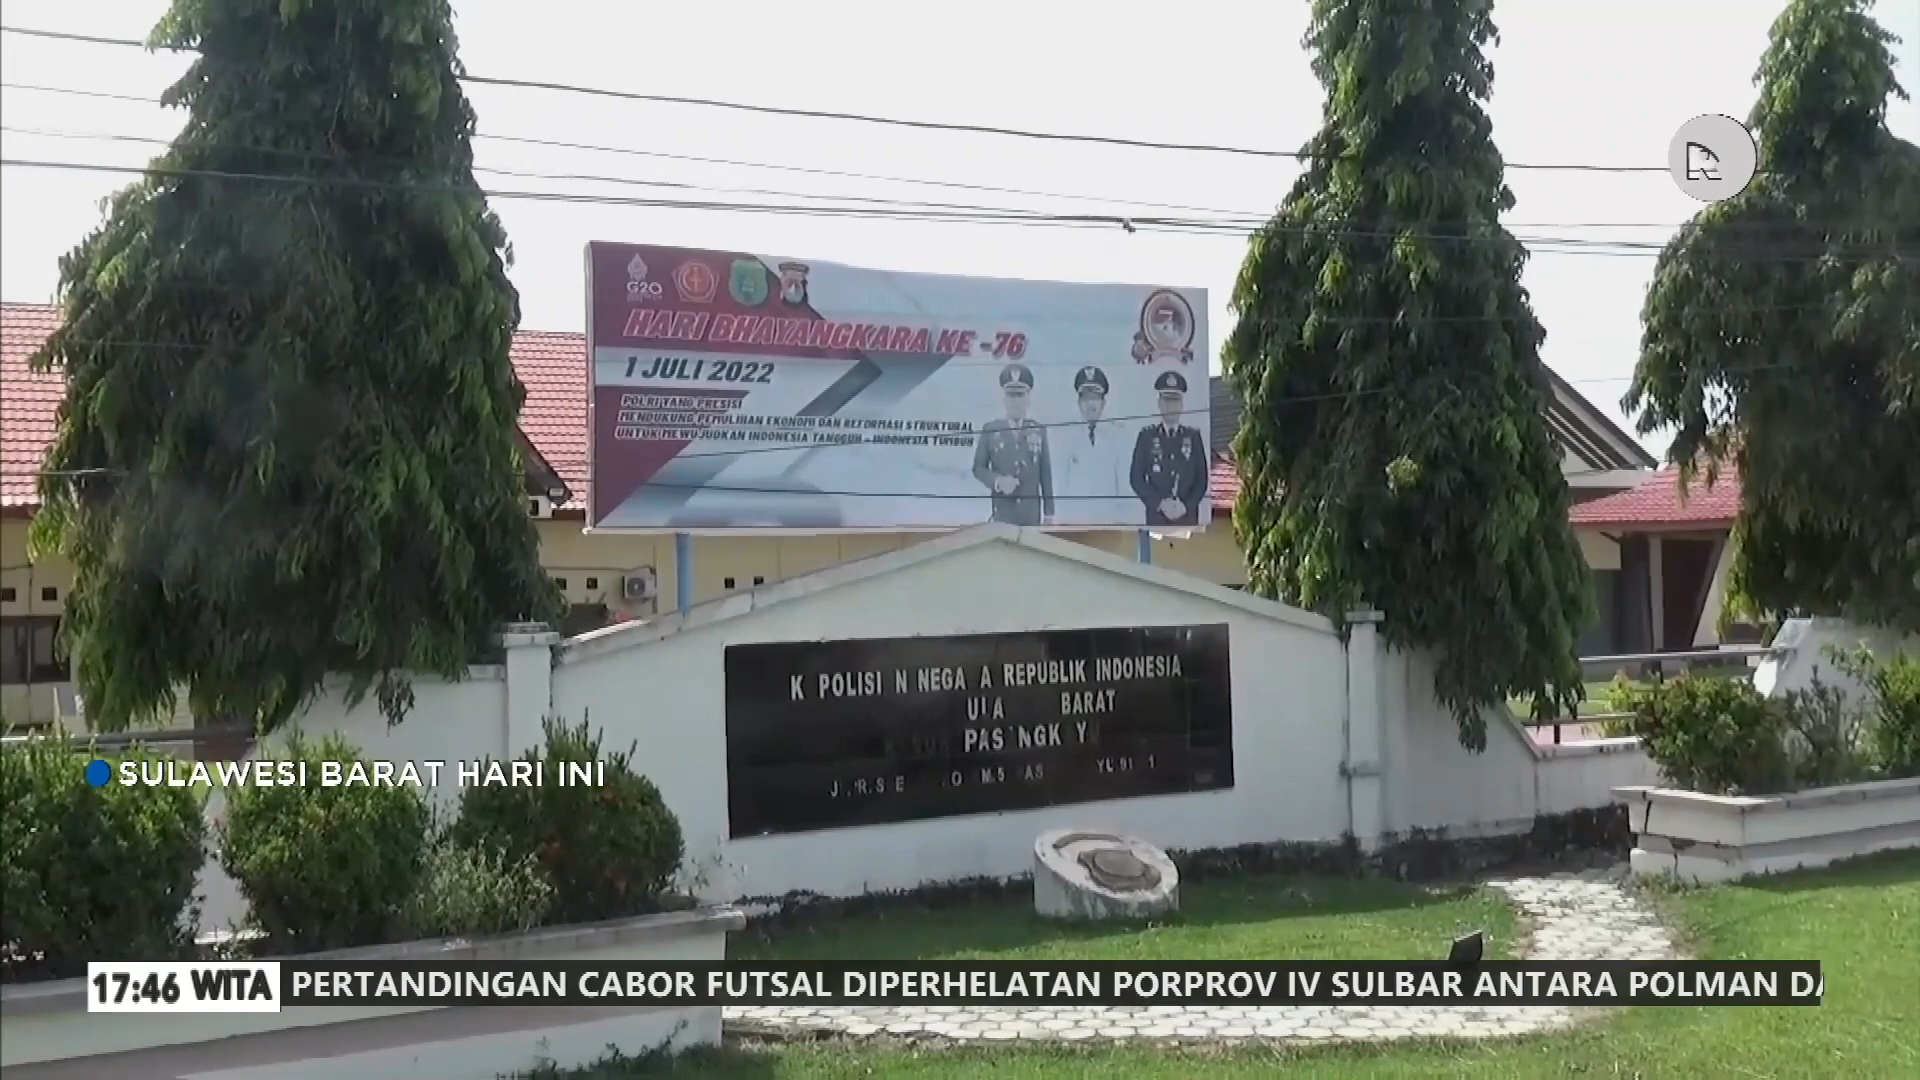 G20
HARI BHAYANGKARA KE -76
1 JULI 2022
POLRI YANG PRESISI
MENDUKUNG PEMULIHAN EKONOMI DAN REFORMASI STRUKTURAL
UNTUK MEWUJUDKAN INDONESIA TANGGUH - INDONESIA TUMBUH
K POLISI N NEGA A REPUBLIK INDONESIA
BARAT
SULAWESI BARAT HARI INI
17:46 WITA
PERTANDINGAN CABOR FUTSAL DIPERHELATAN PORPROV IV SULBAR ANTARA POLMAN DA